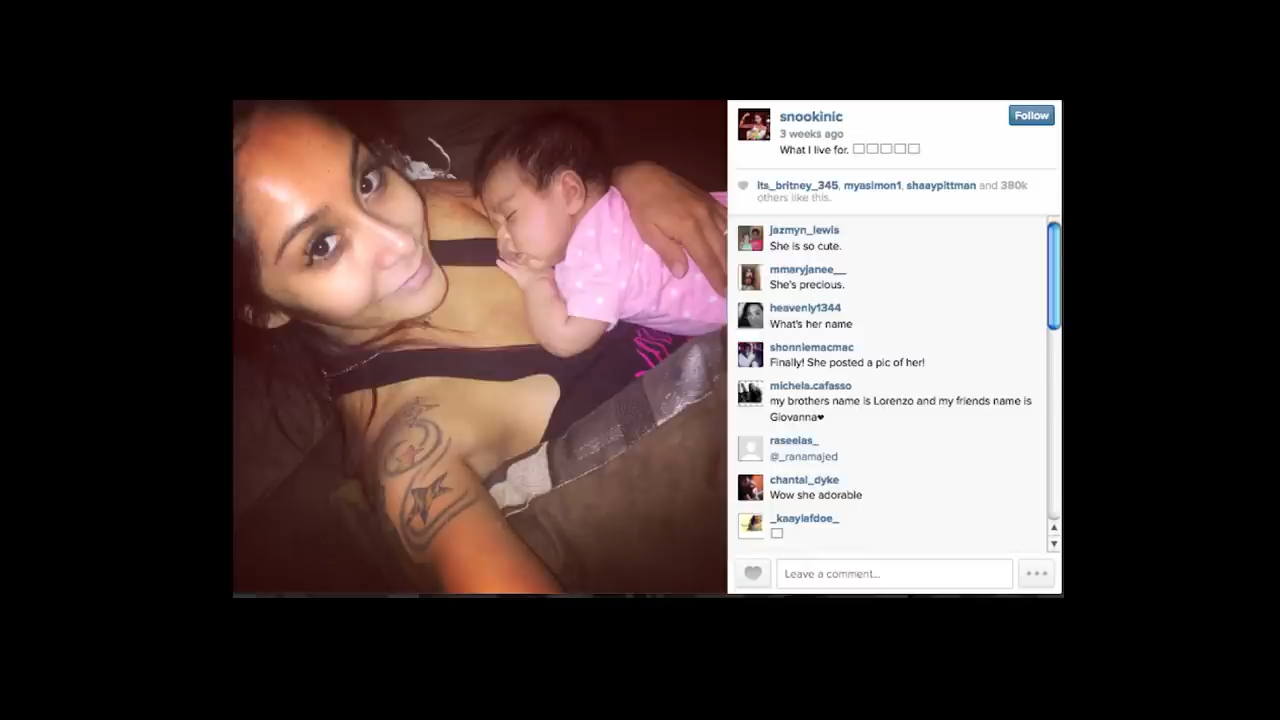 snookinic
Follow
3 weeks ago
What I live for. □□□□□
its_britney_345, myasimon1, shaaypittman and 380k
others like this.
jazmyn_lewis
She is so cute.
mmaryjanee__
She's precious.
heavenly1344
What's her name
shonniemacmac
Finally! She posted a pic of her!
michela.cafasso
my brothers name is Lorenzo and my friends name is
Giovanna❤
raseelas_
@_ranamajed
chantal_dyke
Wow she adorable
_kaaylafdoe_
□
Leave a comment...